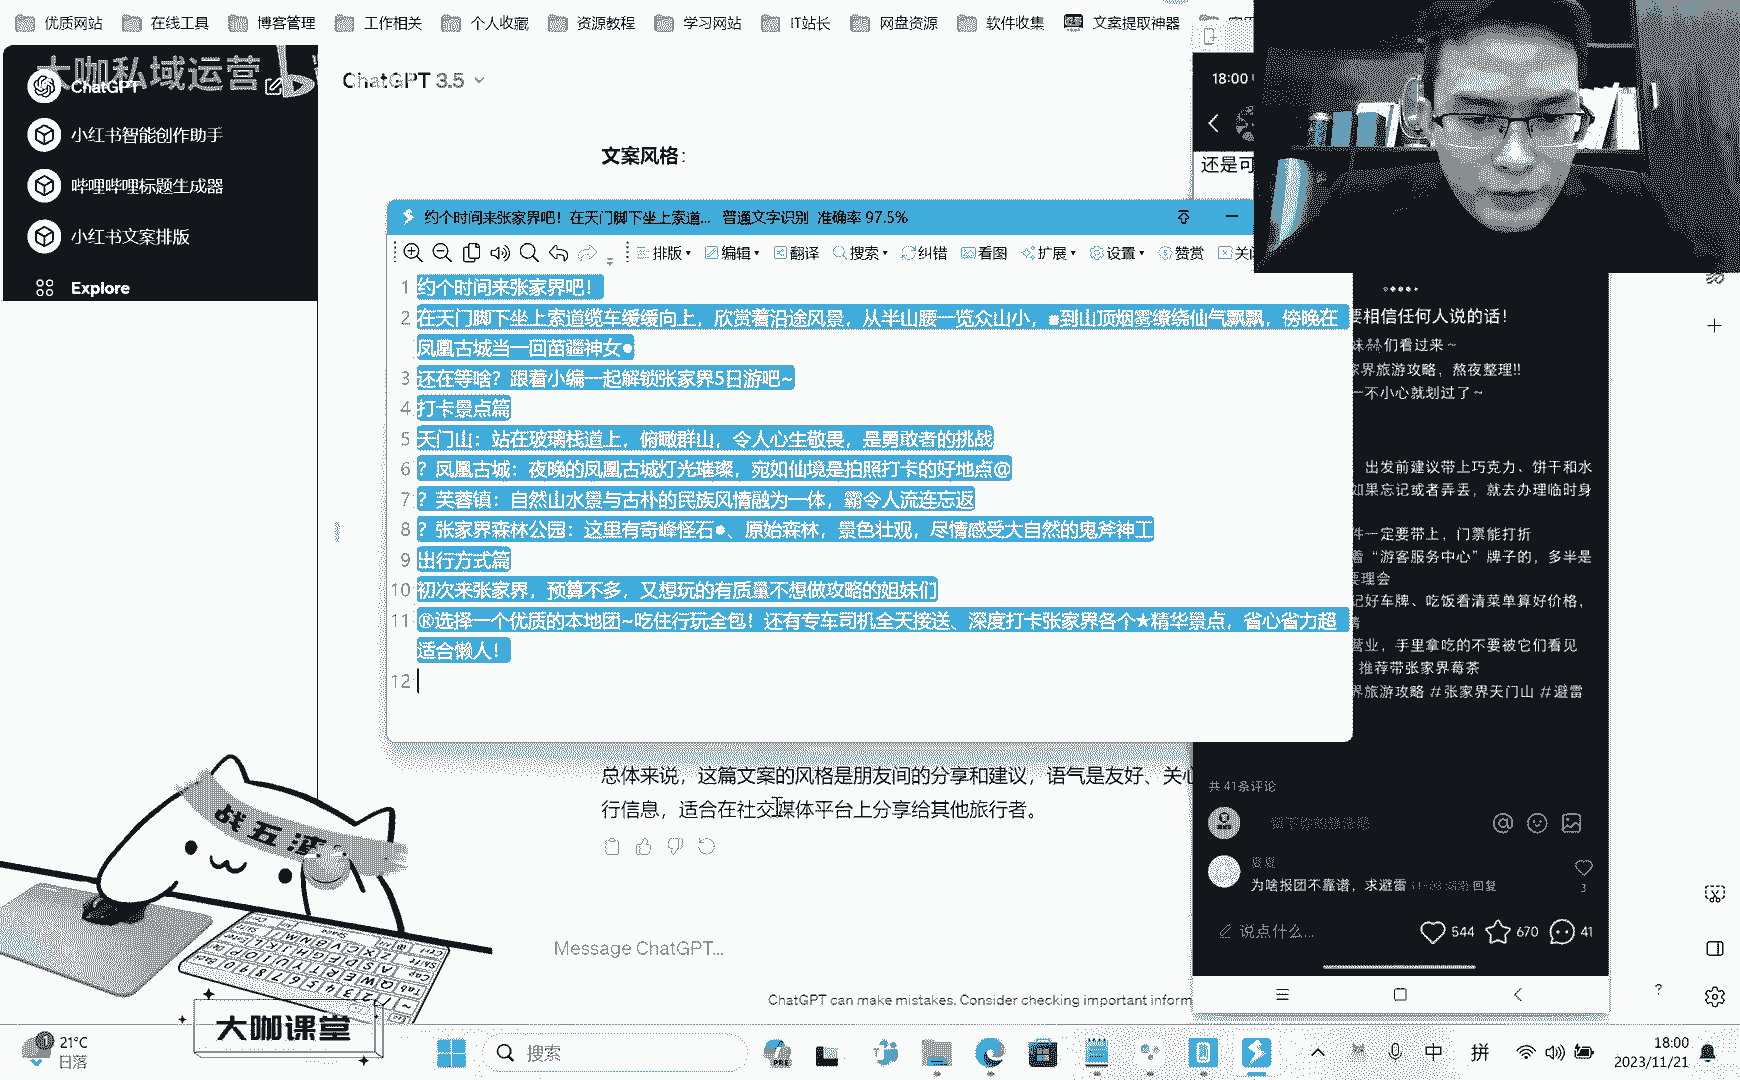 优质网站 在线工具 博客管理 工作相关 个人收藏 资源教程 学习网站 IT站长 网盘资源 软件收集 文案提取神器
大咖私域运营
ChatGPT
小红书智能创作助手
哔哩哔哩标题生成器
小红书文案排版
Explore
ChatGPT 3.5
文案风格：
约个时间来张家界吧！在天门脚下坐上索道... 普通文字识别 准确率 97.5%
排版 编辑 翻译 搜索 纠错 看图 扩展 设置 赞赏
1 约个时间来张家界吧！
2 在天门脚下坐上索道缆车缓缓向上，欣赏着沿途风景，从半山腰一览众山小，■到山顶烟雾缭绕仙气飘飘，傍晚在
凤凰古城当一回苗疆神女●
3 还在等啥？跟着小编一起解锁张家界5日游吧~
4 打卡景点篇
5 天门山：站在玻璃栈道上，俯瞰群山，令人心生敬畏，是勇敢者的挑战
6 ？凤凰古城：夜晚的凤凰古城灯光璀璨，宛如仙境是拍照打卡的好地点@
7 ？芙蓉镇：自然山水景与古朴的民族风情融为一体，霸令人流连忘返
8 ？张家界森林公园：这里有奇峰怪石●、原始森林，景色壮观，尽情感受大自然的鬼斧神工
9 出行方式篇
10 初次来张家界，预算不多，又想玩的有质量不想做攻略的姐妹们
11 ®选择一个优质的本地团~吃住行玩全包！还有专车司机全天接送、深度打卡张家界各个★精华景点，省心省力超
适合懒人！
12
总体来说，这篇文案的风格是朋友间的分享和建议，语气是友好、关心
行信息，适合在社交媒体平台上分享给其他旅行者。
Message ChatGPT...
ChatGPT can make mistakes. Consider checking important inform
18:00
还是可
要相信任何人说的话！
们看过来～
家界旅游攻略，熬夜整理!!
一不小心就划过了～
出发前建议带上巧克力、饼干和水
如果忘记或者弄丢，就去办理临时身
件一定要带上，门票能打折
着“游客服务中心”牌子的，多半是
要理会
记好车牌、吃饭看清菜单算好价格，
营业，手里拿吃的不要被它们看见
推荐带张家界莓茶
界旅游攻略 #张家界天门山 #避雷
共 41条评论
为啥报团不靠谱，求避雷 回复
3
说点什么... 544 670 41
战五渣
大咖课堂
21°C
日落
搜索
中 拼
18:00
2023/11/21